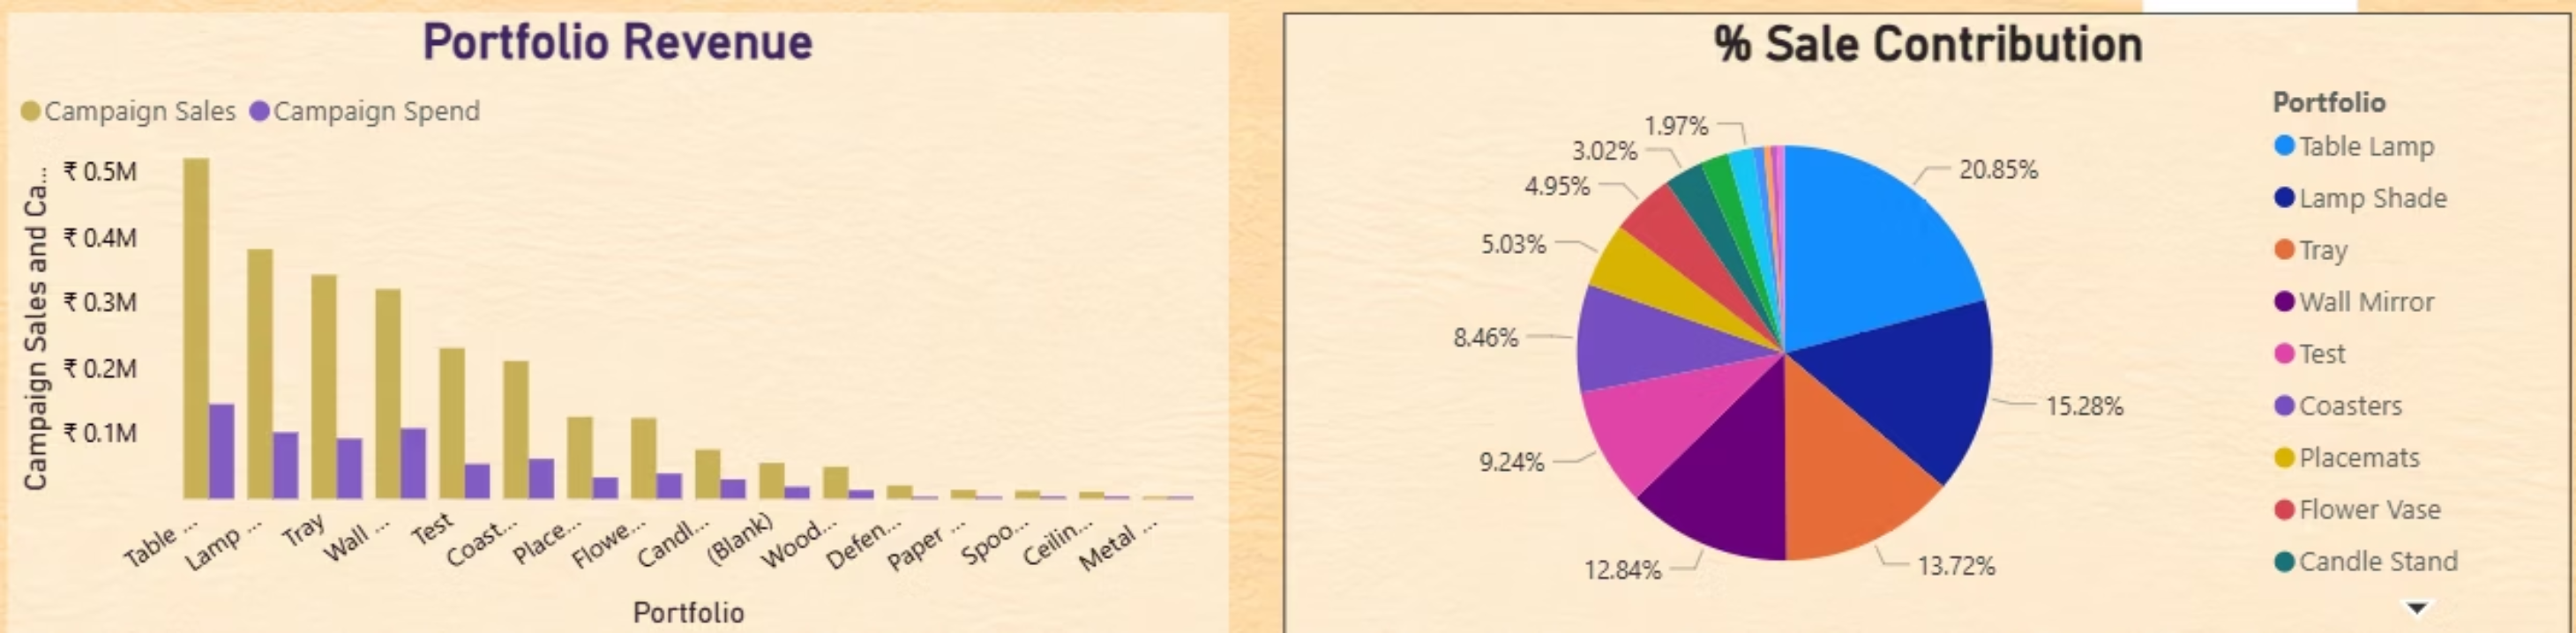 Portfolio Revenue
Campaign Sales Campaign Spend
Campaign Sales and Ca...
₹ 0.5M
₹ 0.4M
₹ 0.3M
₹ 0.2M
₹ 0.1M
Table ...
Lamp ...
Tray
Wall ...
Test
Coast...
Place...
Flowe...
Candl...
(Blank)
Wood...
Defen...
Paper ...
Spoo...
Ceilin...
Metal ...
Portfolio
% Sale Contribution
1.97%
3.02%
4.95%
5.03%
8.46%
9.24%
12.84%
13.72%
15.28%
20.85%
Portfolio
Table Lamp
Lamp Shade
Tray
Wall Mirror
Test
Coasters
Placemats
Flower Vase
Candle Stand